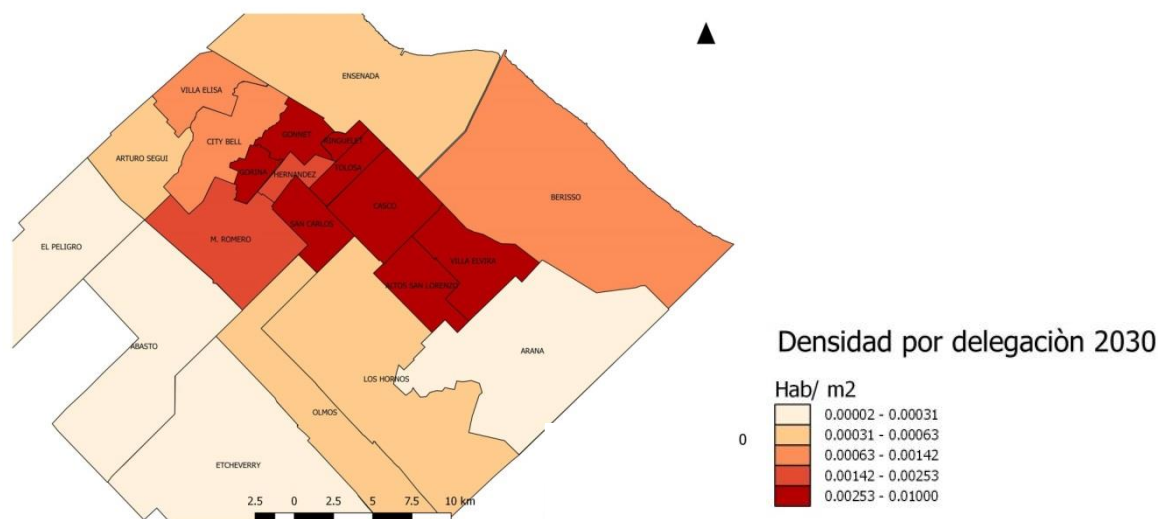 ENSENADA
VILLA ELISA
CITY BELL
GONNET
RINGUELET
ARTURO SEGUI
GORINA
HERNANDEZ
TOLOSA
BERISSO
CASCO
SAN CARLOS
M. ROMERO
EL PELIGRO
VILLA ELVIRA
ALTOS SAN LORENZO
ABASTO
ARANA
LOS HORNOS
OLMOS
ETCHEVERRY
2.5 0 2.5 5 7.5 10 km
Densidad por delegaciòn 2030
Hab/ m2
0.00002 - 0.00031
0.00031 - 0.00063
0
0.00063 - 0.00142
0.00142 - 0.00253
0.00253 - 0.01000